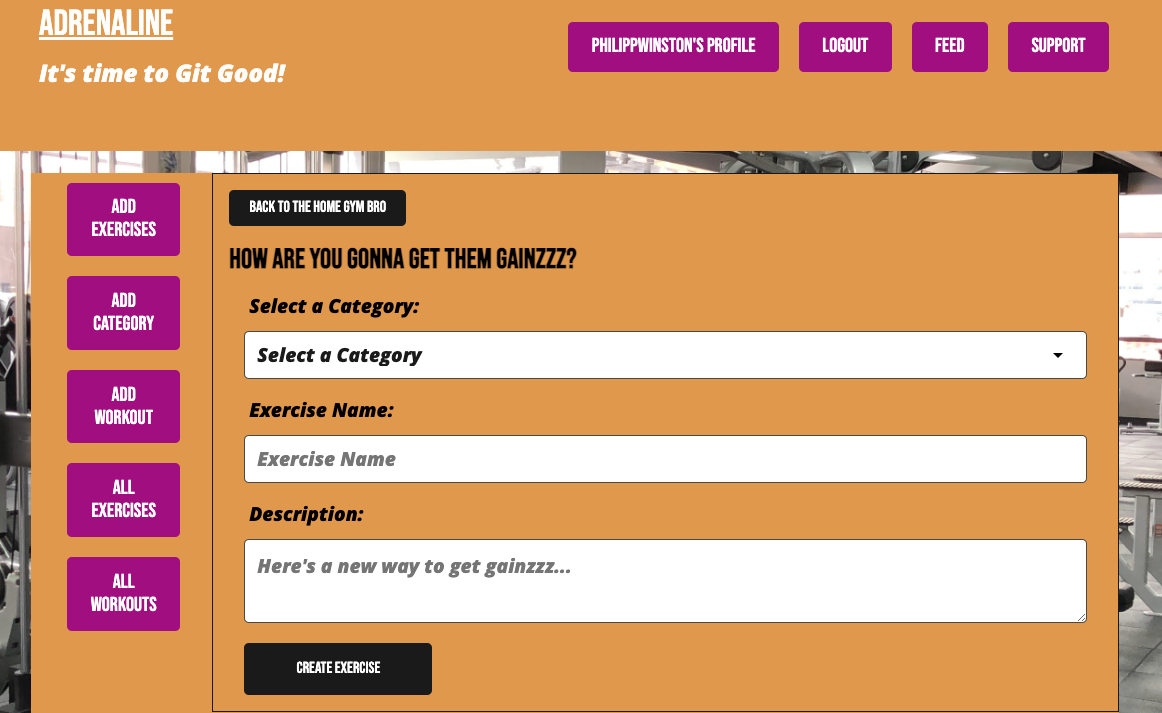 ADRENALINE
It's time to Git Good!
PHILIPPWINSTON'S PROFILE
LOGOUT
FEED
SUPPORT
ADD
EXERCISES
ADD
CATEGORY
ADD
WORKOUT
ALL
EXERCISES
ALL
WORKOUTS
BACK TO THE HOME GYM BRO
HOW ARE YOU GONNA GET THEM GAINZZZ?
Select a Category:
Select a Category
Exercise Name:
Exercise Name
Description:
Here's a new way to get gainzzz...
CREATE EXERCISE